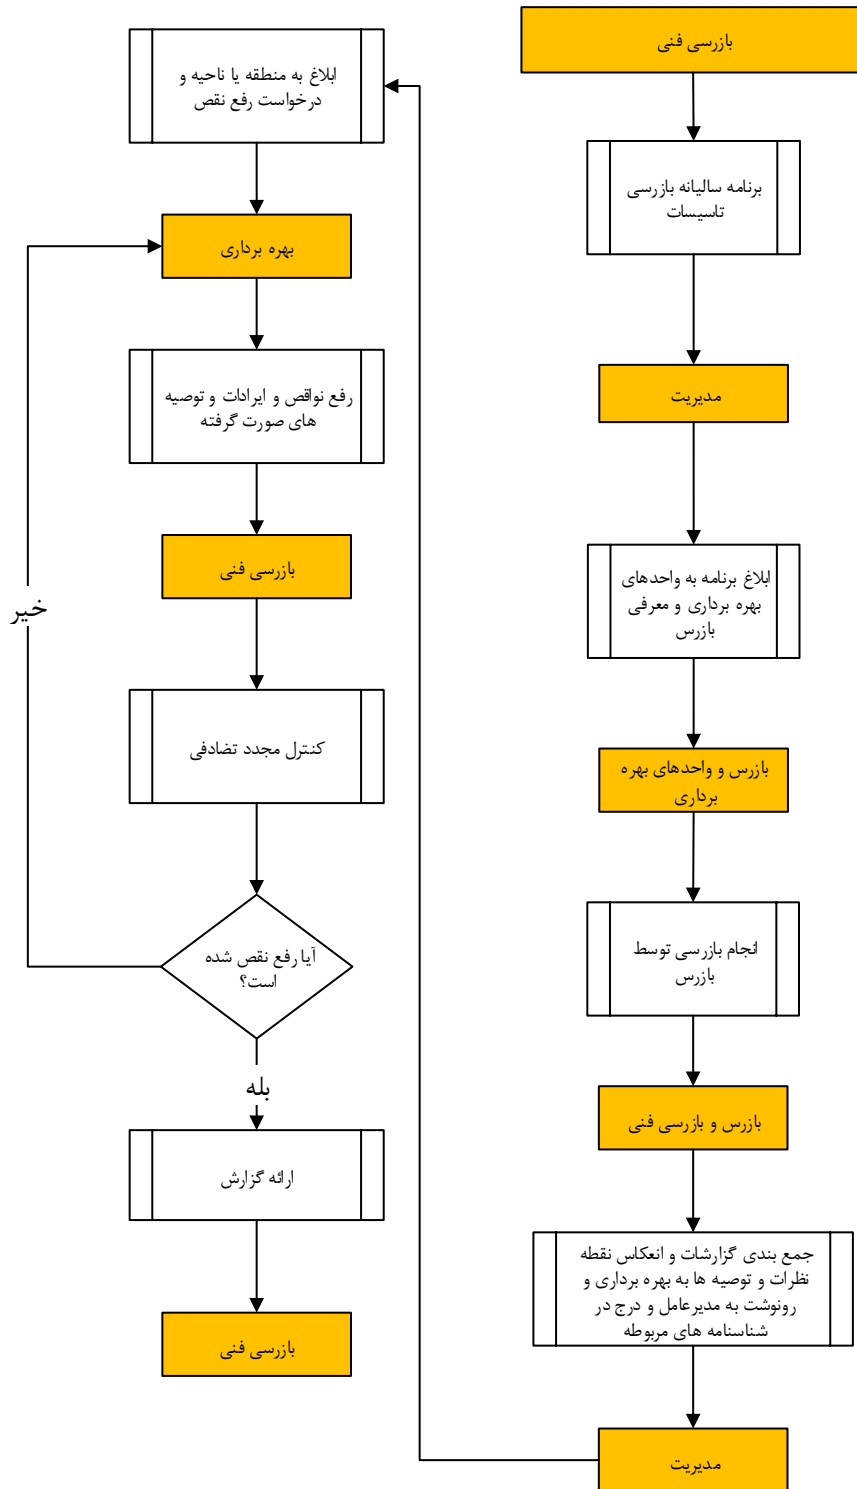 بازرسی فنی
برنامه سالیانه بازرسی
تاسیسات
مدیریت
ابلاغ برنامه به واحدهای
بهره برداری و معرفی
بازرس
بازرس و واحدهای بهره
برداری
انجام بازرسی توسط
بازرس
بازرس و بازرسی فنی
جمع بندی گزارشات و انعکاس نقطه
نظرات و توصیه ها به بهره برداری و
رونوشت به مدیرعامل و درج در
شناسنامه های مربوطه
مدیریت
ابلاغ به منطقه یا ناحیه و
درخواست رفع نقص
بهره برداری
رفع نواقص و ایرادات و توصیه
های صورت گرفته
بازرسی فنی
کنترل مجدد تضادفی
آیا رفع نقص شده
است؟
خیر
بله
ارائه گزارش
بازرسی فنی